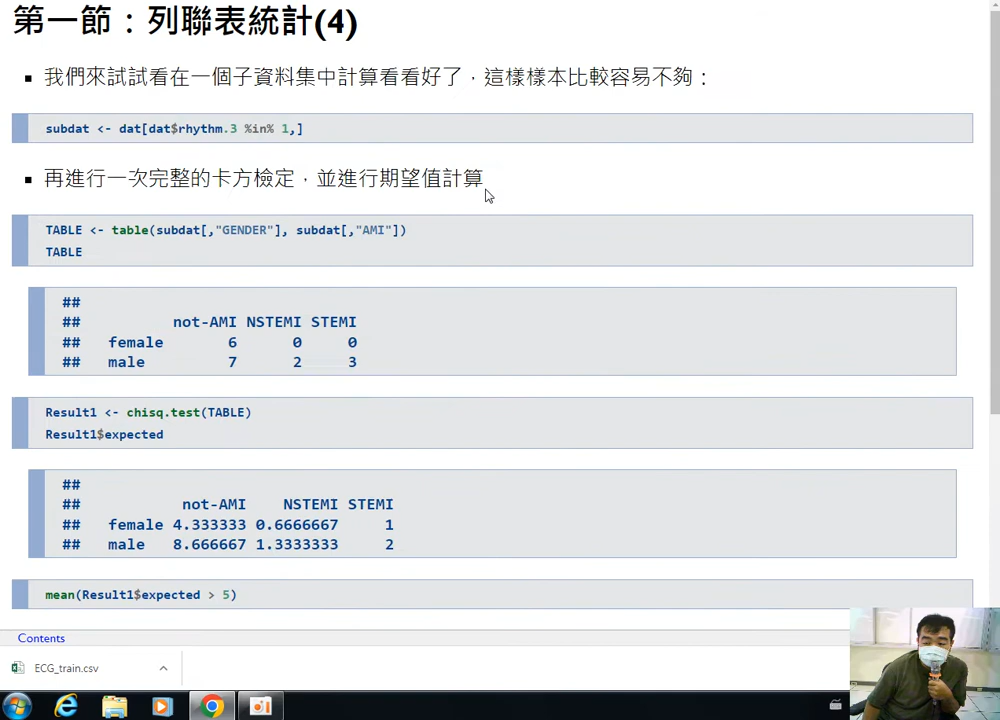 第一節：列聯表統計(4)
▪ 我們來試試看在一個子資料集中計算看看好了，這樣樣本比較容易不夠：
subdat <- dat[dat$rhythm.3 %in% 1,]
▪ 再進行一次完整的卡方檢定，並進行期望值計算
TABLE <- table(subdat[,"GENDER"], subdat[,"AMI"])
TABLE
##
##          not-AMI NSTEMI STEMI
##   female       6      0     0
##   male         7      2     3
Result1 <- chisq.test(TABLE)
Result1$expected
##
##           not-AMI    NSTEMI STEMI
##   female 4.333333 0.6666667     1
##   male   8.666667 1.3333333     2
mean(Result1$expected > 5)
Contents
ECG_train.csv